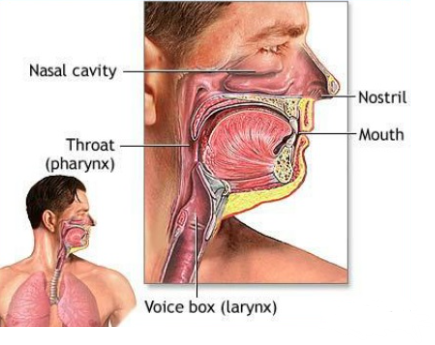 Nasal cavity
Nostril
Mouth
Throat
(pharynx)
Voice box (larynx)